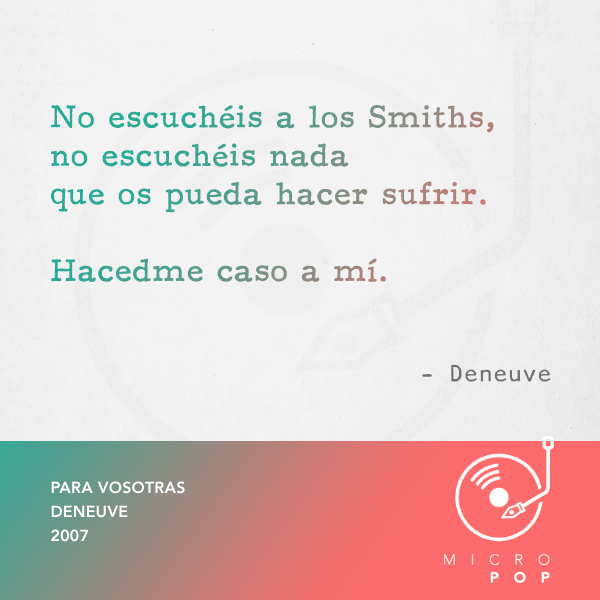 No escuchéis a los Smiths,
no escuchéis nada
que os pueda hacer sufrir.
Hacedme caso a mí.
– Deneuve
PARA VOSOTRAS
DENEUVE
2007
MICRO
POP